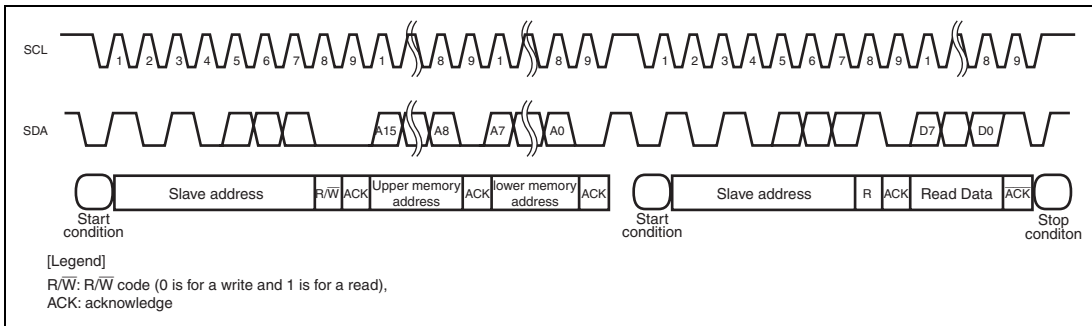 SCL
1 2 3 4 5 6 7 8 9 1 8 9 1 8 9 1 2 3 4 5 6 7 8 9 1 8 9
SDA
A15 A8 A7 A0 D7 D0
Slave address R/W̅ ACK Upper memory address ACK lower memory address ACK Slave address R ACK Read Data A̅C̅K̅
Start condition Start condition Stop conditon
[Legend]
R/W̅: R/W̅ code (0 is for a write and 1 is for a read),
ACK: acknowledge